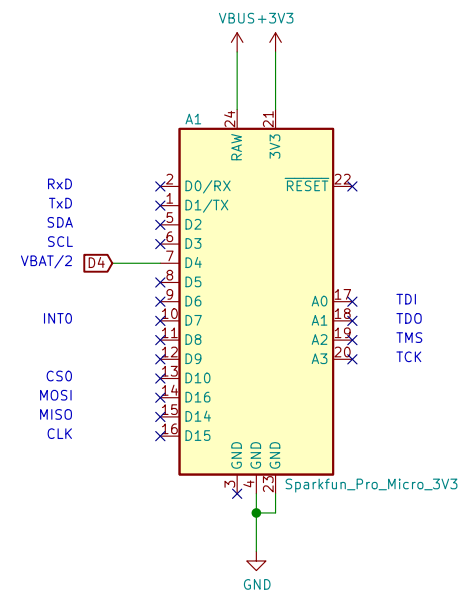 VBUS +3V3
24 21
A1
RAW 3V3
RxD 2 D0/RX RESET 22
TxD 1 D1/TX
SDA 5 D2
SCL 6 D3
VBAT/2 D4 7 D4
8 D5
9 D6 A0 17 TDI
INT0 10 D7 A1 18 TDO
11 D8 A2 19 TMS
12 D9 A3 20 TCK
CS0 13 D10
MOSI 14 D16
MISO 15 D14
CLK 16 D15
GND GND GND
3 4 23
Sparkfun_Pro_Micro_3V3
GND